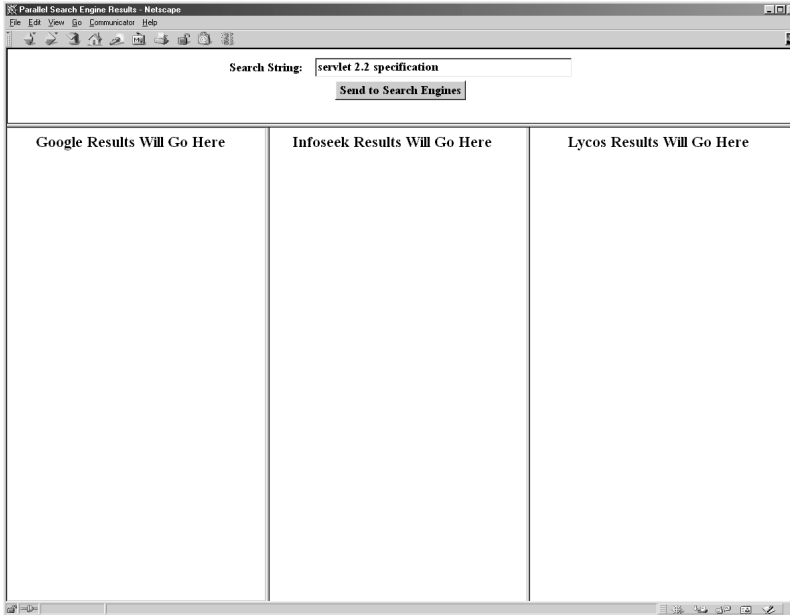 Parallel Search Engine Results - Netscape
File Edit View Go Communicator Help
Search String: servlet 2.2 specification
Send to Search Engines
Google Results Will Go Here
Infoseek Results Will Go Here
Lycos Results Will Go Here